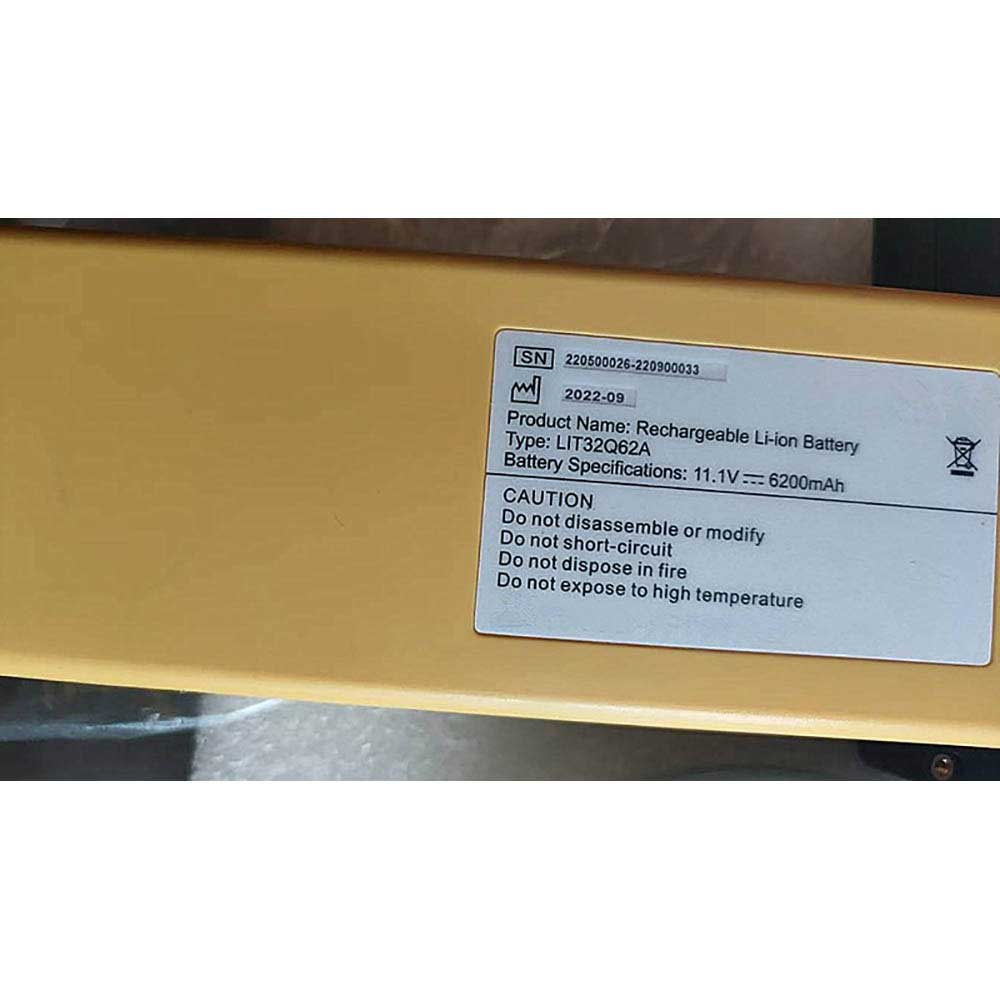 SN 220500026-220900033
2022-09
Product Name: Rechargeable Li-ion Battery
Type: LIT32Q62A
Battery Specifications: 11.1V 6200mAh
CAUTION
Do not disassemble or modify
Do not short-circuit
Do not dispose in fire
Do not expose to high temperature